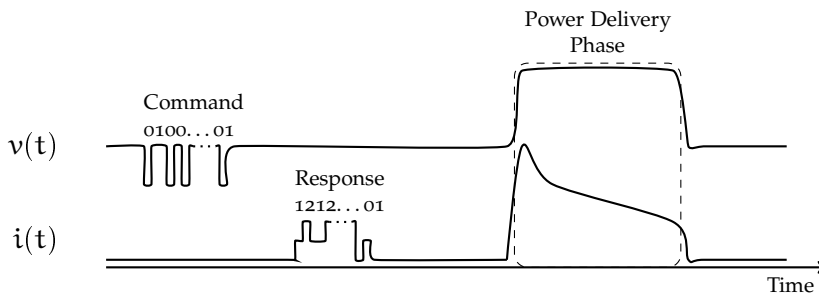 Power Delivery
Phase
Command
0100...01
v(t)
Response
1212...01
i(t)
Time